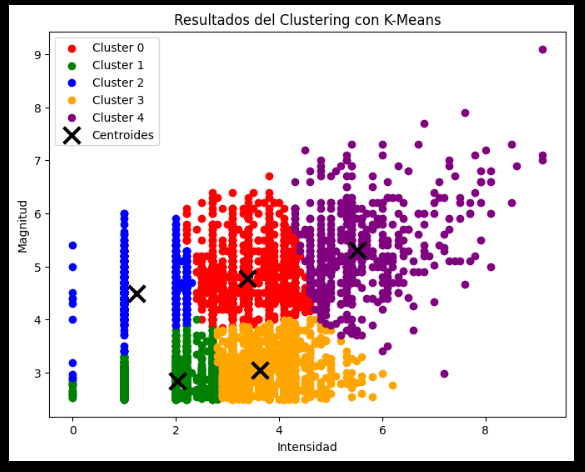 Resultados del Clustering con K-Means
Cluster 0
Cluster 1
Cluster 2
Cluster 3
Cluster 4
Centroides
Magnitud
9
8
7
6
5
4
3
0 2 4 6 8
Intensidad